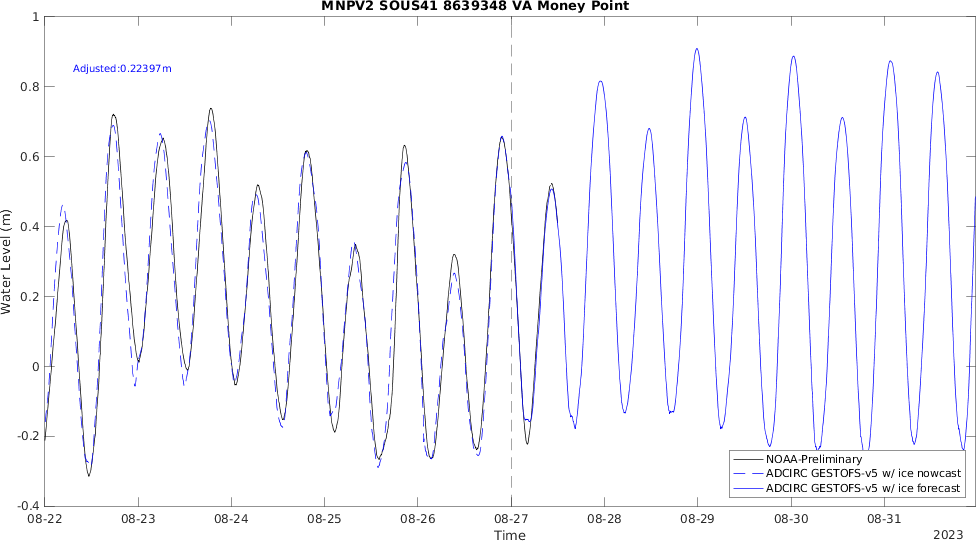 MNPV2 SOUS41 8639348 VA Money Point
Adjusted:0.22397m
1
0.8
0.6
0.4
0.2
0
-0.2
-0.4
Water Level (m)
NOAA-Preliminary
ADCIRC GESTOFS-v5 w/ ice nowcast
ADCIRC GESTOFS-v5 w/ ice forecast
08-22 08-23 08-24 08-25 08-26 08-27 08-28 08-29 08-30 08-31
Time
2023